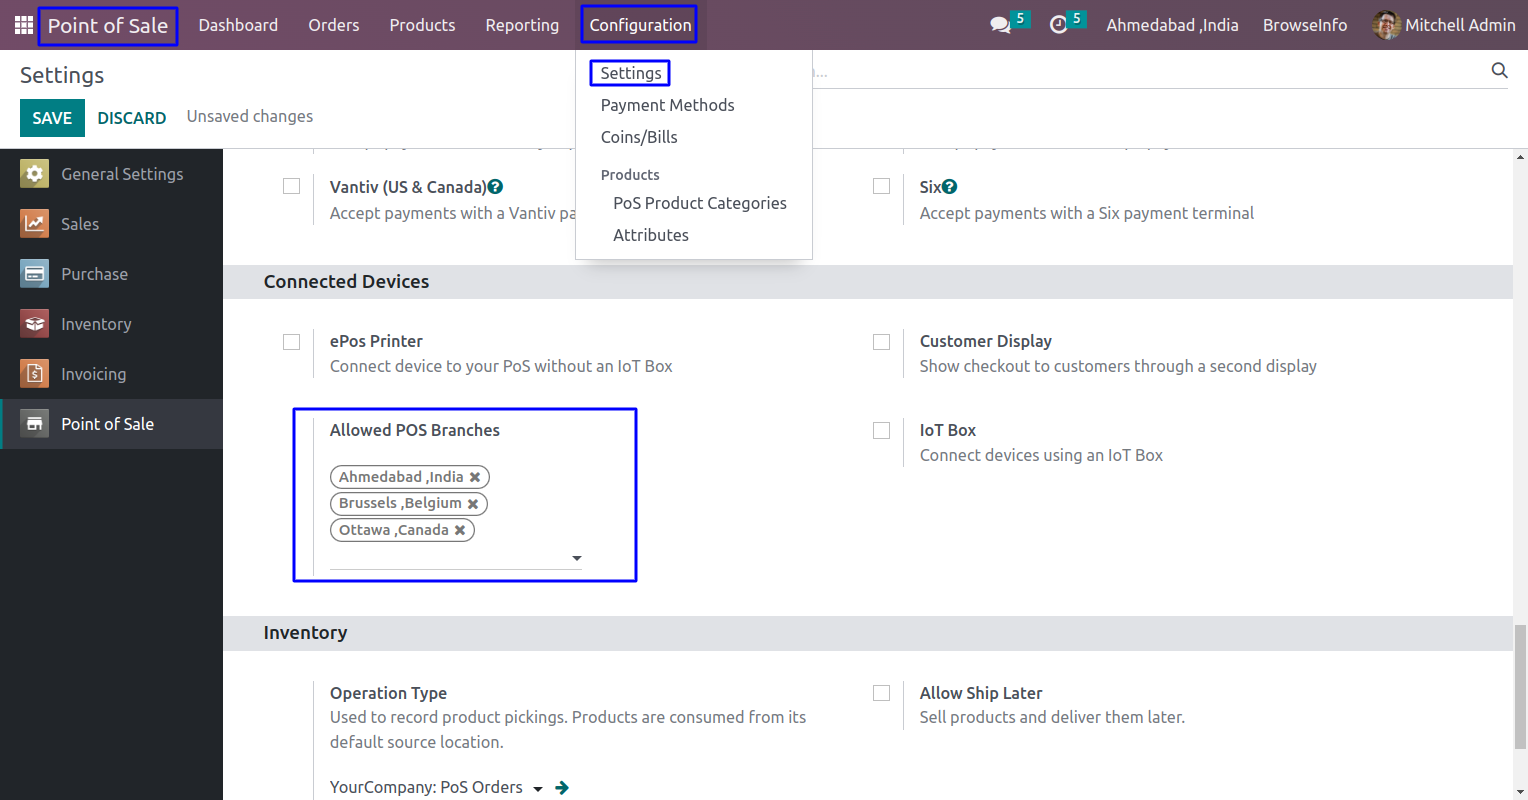 Point of Sale Dashboard Orders Products Reporting Configuration 5 5 Ahmedabad ,India BrowseInfo Mitchell Admin
Settings
SAVE DISCARD Unsaved changes
Settings
Payment Methods
Coins/Bills
Products
PoS Product Categories
Attributes
General Settings
Sales
Purchase
Inventory
Invoicing
Point of Sale
Vantiv (US & Canada)?
Accept payments with a Vantiv pa
Six?
Accept payments with a Six payment terminal
Connected Devices
ePos Printer
Connect device to your PoS without an IoT Box
Customer Display
Show checkout to customers through a second display
Allowed POS Branches
Ahmedabad ,India ✖
Brussels ,Belgium ✖
Ottawa ,Canada ✖
IoT Box
Connect devices using an IoT Box
Inventory
Operation Type
Used to record product pickings. Products are consumed from its
default source location.
YourCompany: PoS Orders
Allow Ship Later
Sell products and deliver them later.